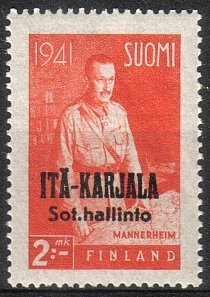 1941 SUOMI
ITÄ-KARJALA
Sot.hallinto
MANNERHEIM
2:- mk FINLAND